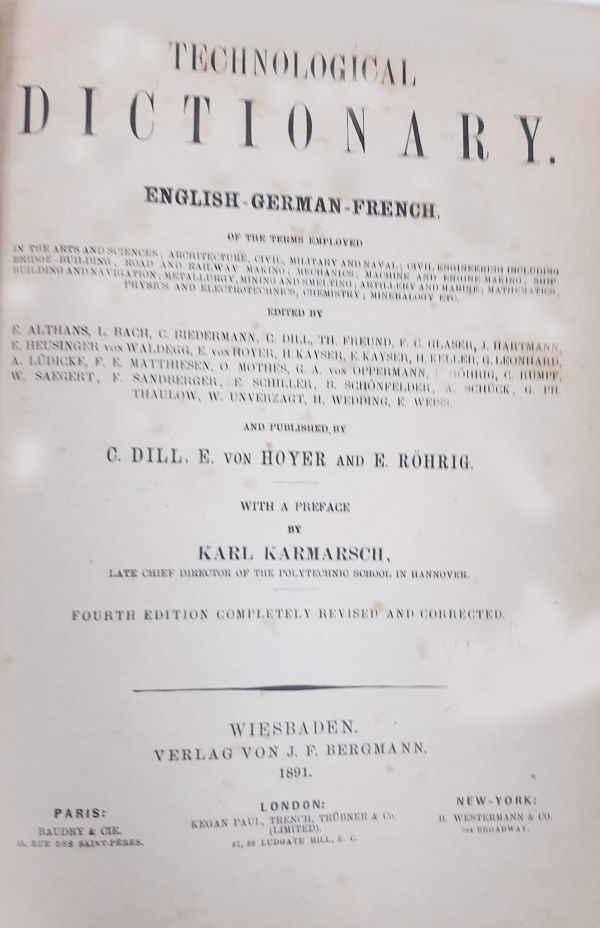 TECHNOLOGICAL
DICTIONARY.
ENGLISH-GERMAN-FRENCH,
OF THE TERMS EMPLOYED
IN THE ARTS AND SCIENCES; ARCHITECTURE, CIVIL, MILITARY AND NAVAL; CIVIL ENGINEERING INCLUDING
BRIDGE-BUILDING, ROAD AND RAILWAY MAKING; MECHANICS; MACHINE AND ENGINE-MAKING; SHIP
BUILDING AND NAVIGATION; METALLURGY, MINING AND SMELTING; ARTILLERY AND MARINE; MATHEMATICS,
PHYSICS AND ELECTROTECHNICS, CHEMISTRY; MINERALOGY ETC.
EDITED BY
E. ALTHANS, L. BACH, C. BIEDERMANN, C. DILL, TH. FREUND, F. C. GLASER, J. HARTMANN,
E. HEUSINGER VON WALDEGG, E. VON HOYER, H KAYSER, E. KAYSER, H. KELLER, G. LEONHARD,
A. LÜDICKE, F. E. MATTHIESEN, O. MOTHES, G. A. VON OPPERMANN, RÖHRIG, C. RUMPF,
W. SAEGERT, F. SANDBERGER, E. SCHILLER, R. SCHÖNFELDER, A. SCHÜCK, G. PH.
THAULOW, W. UNVERZAGT, H. WEDDING, E. WEISS.
AND PUBLISHED BY
C. DILL, E. VON HOYER AND E. RÖHRIG.
WITH A PREFACE
BY
KARL KARMARSCH,
LATE CHIEF DIRECTOR OF THE POLYTECHNIC SCHOOL IN HANNOVER.
FOURTH EDITION COMPLETELY REVISED AND CORRECTED.
WIESBADEN.
VERLAG VON J. F. BERGMANN.
1891.
PARIS:
BAUDRY & CIE.
RUE DES SAINT-PÈRES.
LONDON:
KEGAN PAUL, TRENCH, TRÜBNER & Co.
(LIMITED).
57, 59 LUDGATE HILL, E. C.
NEW-YORK:
B. WESTERMANN & CO.
BROADWAY.